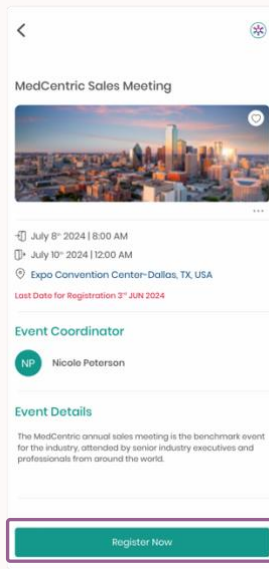 MedCentric Sales Meeting
July 8th 2024 | 8:00 AM
July 10th 2024 | 12:00 AM
Expo Convention Center-Dallas, TX, USA
Last Date for Registration 3rd JUN 2024
Event Coordinator
NP
Nicole Peterson
Event Details
The MedCentric annual sales meeting is the benchmark event
for the industry, attended by senior industry executives and
professionals from around the world.
Register Now